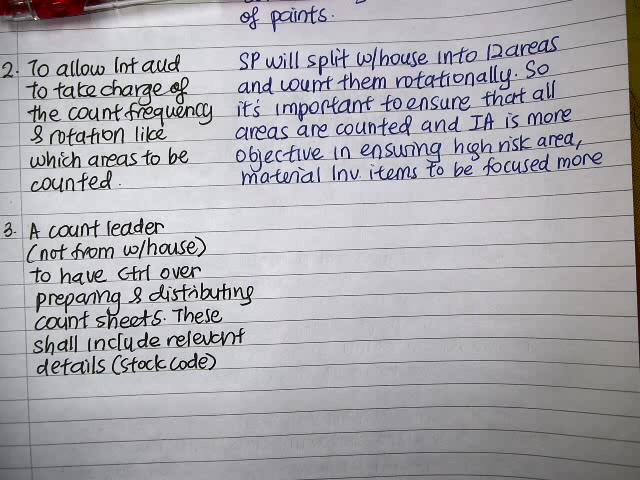 of paints.
2. To allow Int aud
to take charge of
the count frequency
& rotation like
which areas to be
counted.
SP will split w/house into 12 areas
and count them rotationally. So
it's important to ensure that all
areas are counted and IA is more
objective in ensuring high risk area,
material Inv. items to be focused more
3. A count leader
(not from w/house)
to have ctrl over
preparing & distributing
count sheets. These
shall include relevent
details (stock code)